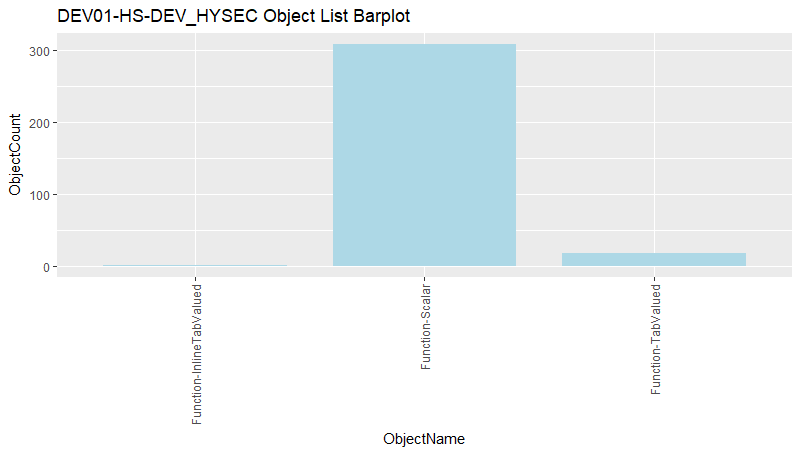 DEV01-HS-DEV_HYSEC Object List Barplot
ObjectCount
300
200
100
0
Function-InlineTabValued
Function-Scalar
Function-TabValued
ObjectName